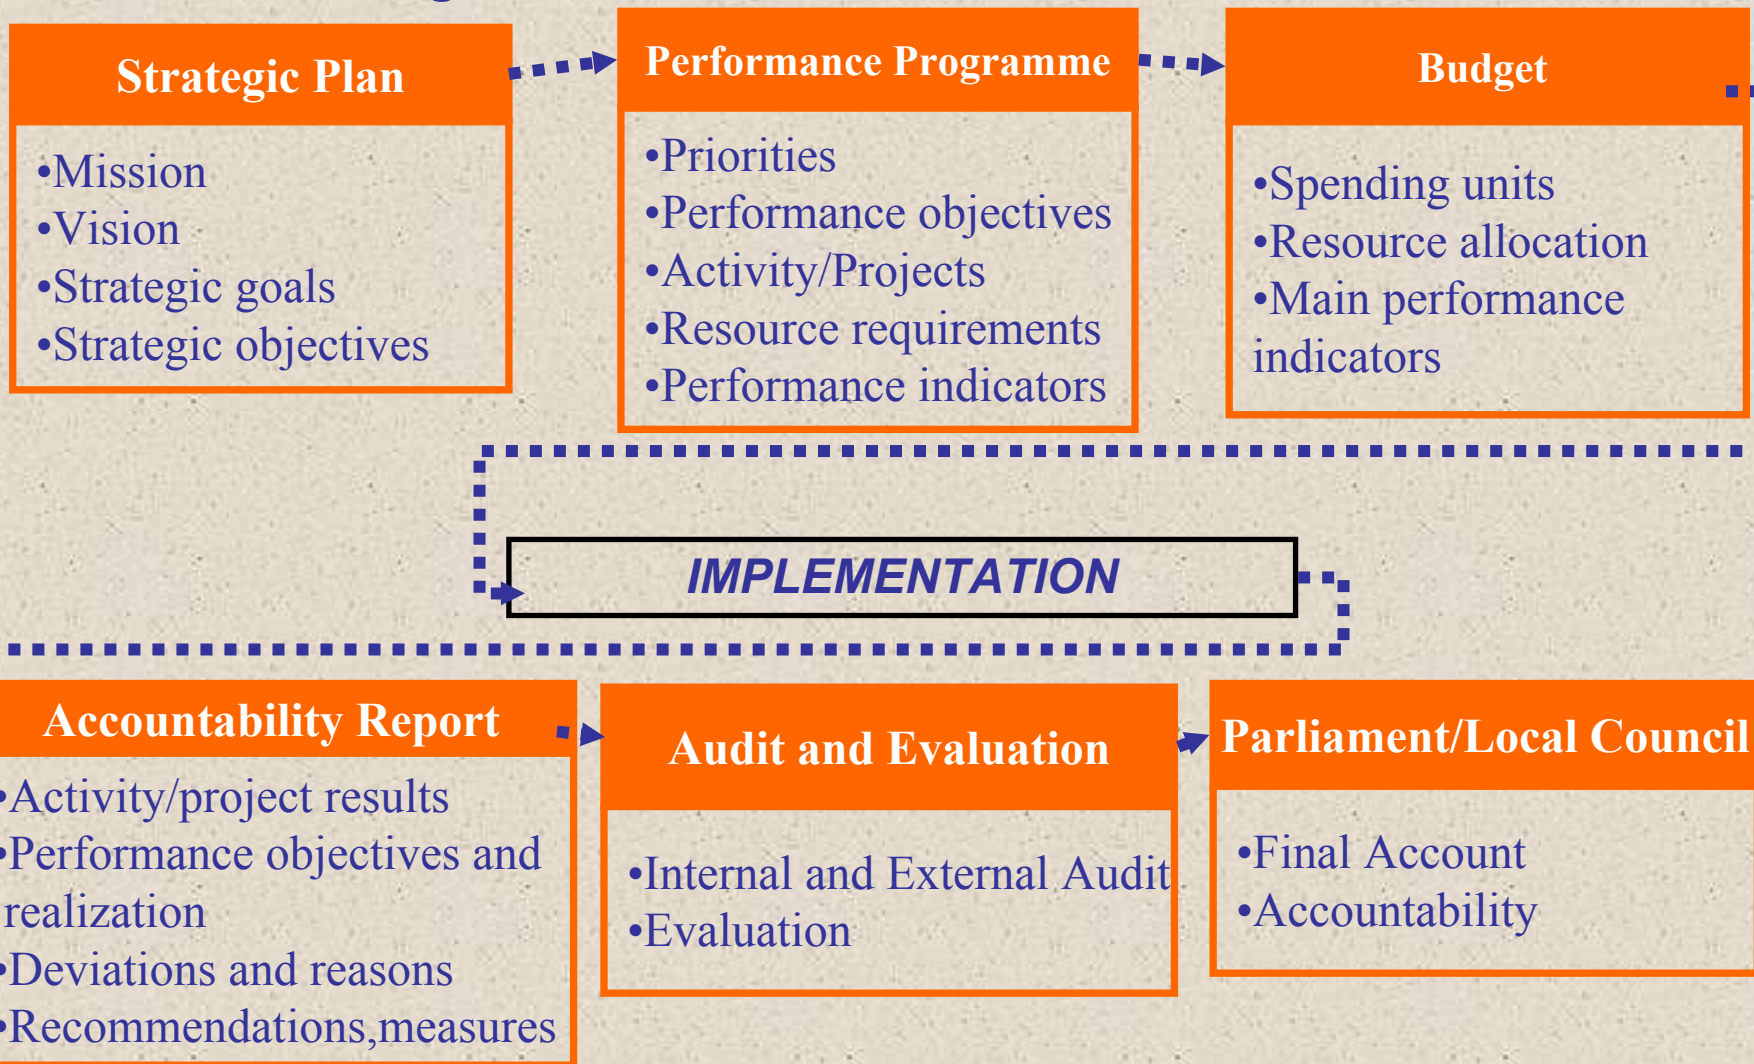 Strategic Plan
•Mission
•Vision
•Strategic goals
•Strategic objectives
Performance Programme
•Priorities
•Performance objectives
•Activity/Projects
•Resource requirements
•Performance indicators
Budget
•Spending units
•Resource allocation
•Main performance
indicators
IMPLEMENTATION
Accountability Report
•Activity/project results
•Performance objectives and
realization
•Deviations and reasons
•Recommendations,measures
Audit and Evaluation
•Internal and External Audit
•Evaluation
Parliament/Local Council
•Final Account
•Accountability